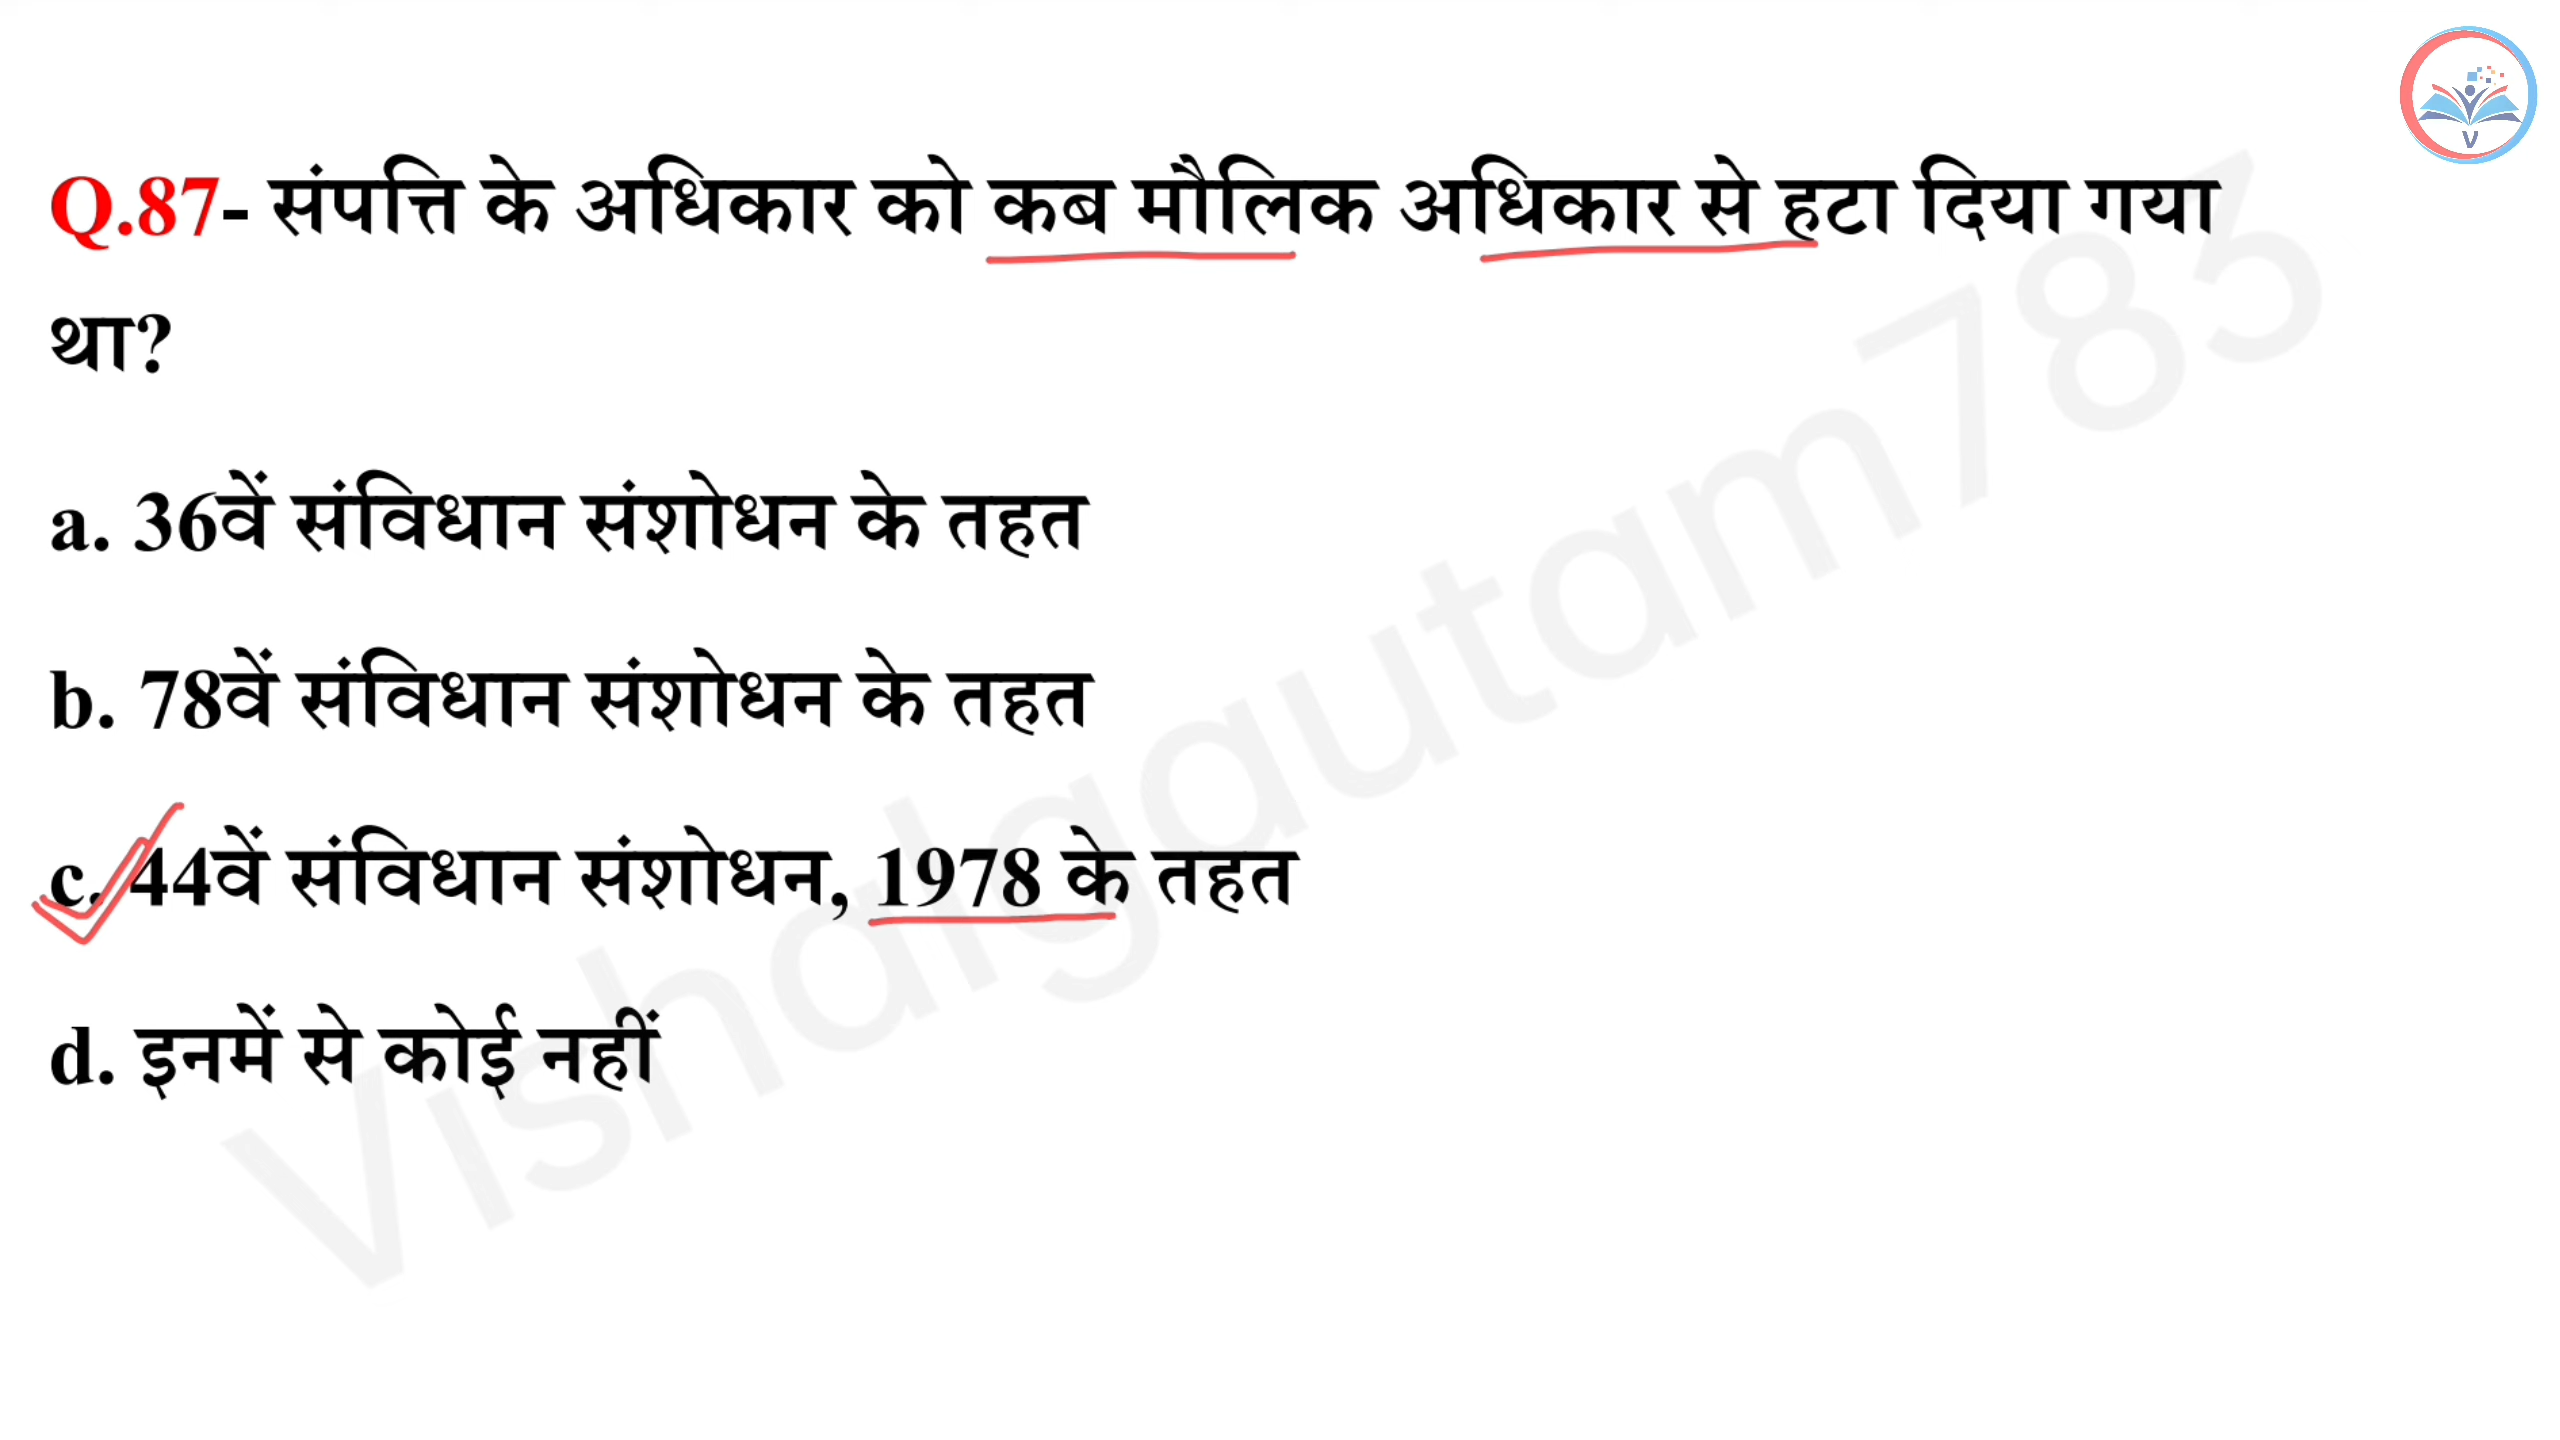 Q.87- संपत्ति के अधिकार को कब मौलिक अधिकार से हटा दिया गया
था?
a. 36वें संविधान संशोधन के तहत
b. 78वें संविधान संशोधन के तहत
c. 44वें संविधान संशोधन, 1978 के तहत
d. इनमें से कोई नहीं
Vishalgautam783
V